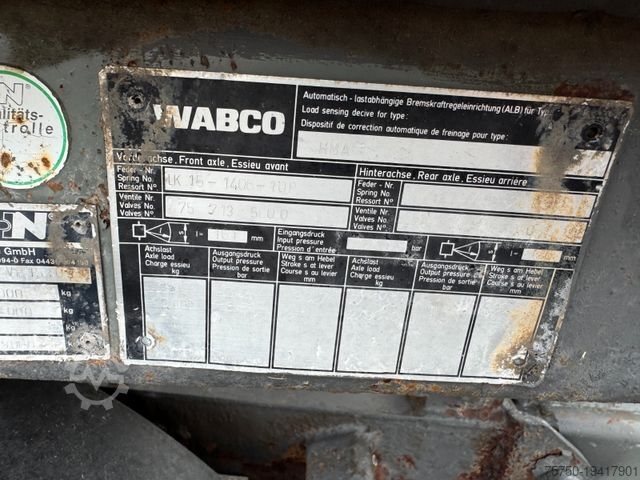 WABCO
Automatisch - lastabhängige Bremskraftregeleinrichtung (ALB) für Typ
Load sensing decive for type:
Dispositif de correction automatique de freinage pour type:
Vorderachse, Front axle, Essieu avant
Hinterachse, Rear axle, Essieu arrière
Feder - Nr.
Spring No.
Ressort N°
Feder - Nr.
Spring No.
Ressort N°
Ventile Nr.
Valves No.
Valves N°
Ventile Nr.
Valves No.
Valves N°
mm
Eingangsdruck
Input pressure
Pression d'entrée
bar
mm
Achslast
Axle load
Charge essieu
kg
Ausgangsdruck
Output pressure
Pression de sortie
bar
Weg s am Hebel
Stroke s at lever
Course s au levier
mm
Achslast
Axle load
Charge essieu
kg
Ausgangsdruck
Output pressure
Pression de sortie
bar
Weg s am Hebel
Stroke s at lever
Course s au levier
mm
GmbH
kg
kg
75750-19417901